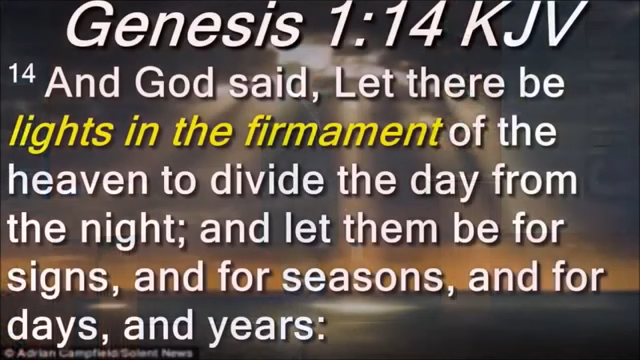 Genesis 1:14 KJV
14 And God said, Let there be
lights in the firmament of the
heaven to divide the day from
the night; and let them be for
signs, and for seasons, and for
days, and years:
© Adrian Campfield/Solent News